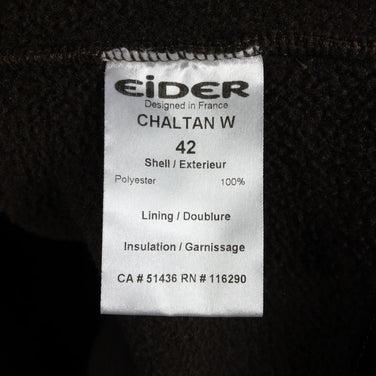 EiDER
Designed in France
CHALTAN W
42
Shell / Exterieur
Polyester 100%
Lining / Doublure
Insulation / Garnissage
CA # 51436 RN # 116290